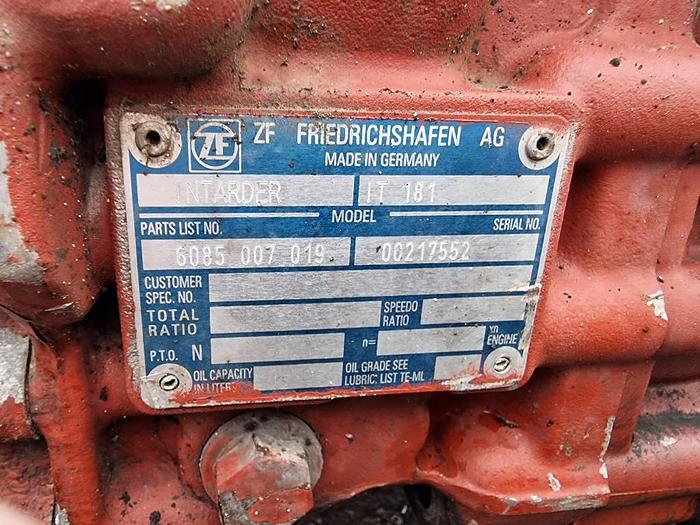 ZF ZF FRIEDRICHSHAFEN AG
MADE IN GERMANY
INTARDER IT 181
MODEL
PARTS LIST NO. SERIAL NO.
6085 007 019 00217552
CUSTOMER
SPEC. NO.
TOTAL
RATIO
SPEEDO
RATIO
P.T.O. N n= xn
ENGINE
OIL CAPACITY
IN LITER
OIL GRADE SEE
LUBRIC. LIST TE-ML